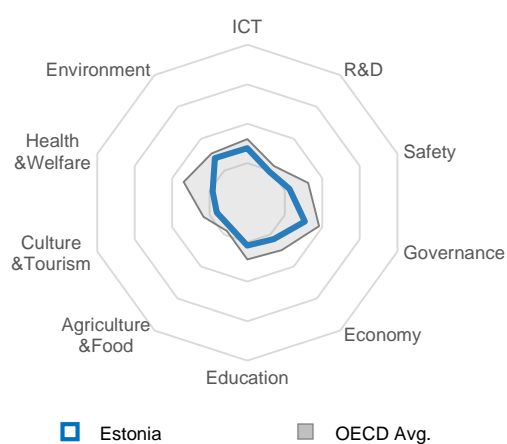 ICT
R&D
Safety
Governance
Economy
Education
Agriculture
&Food
Culture
&Tourism
Health
&Welfare
Environment
Estonia
OECD Avg.